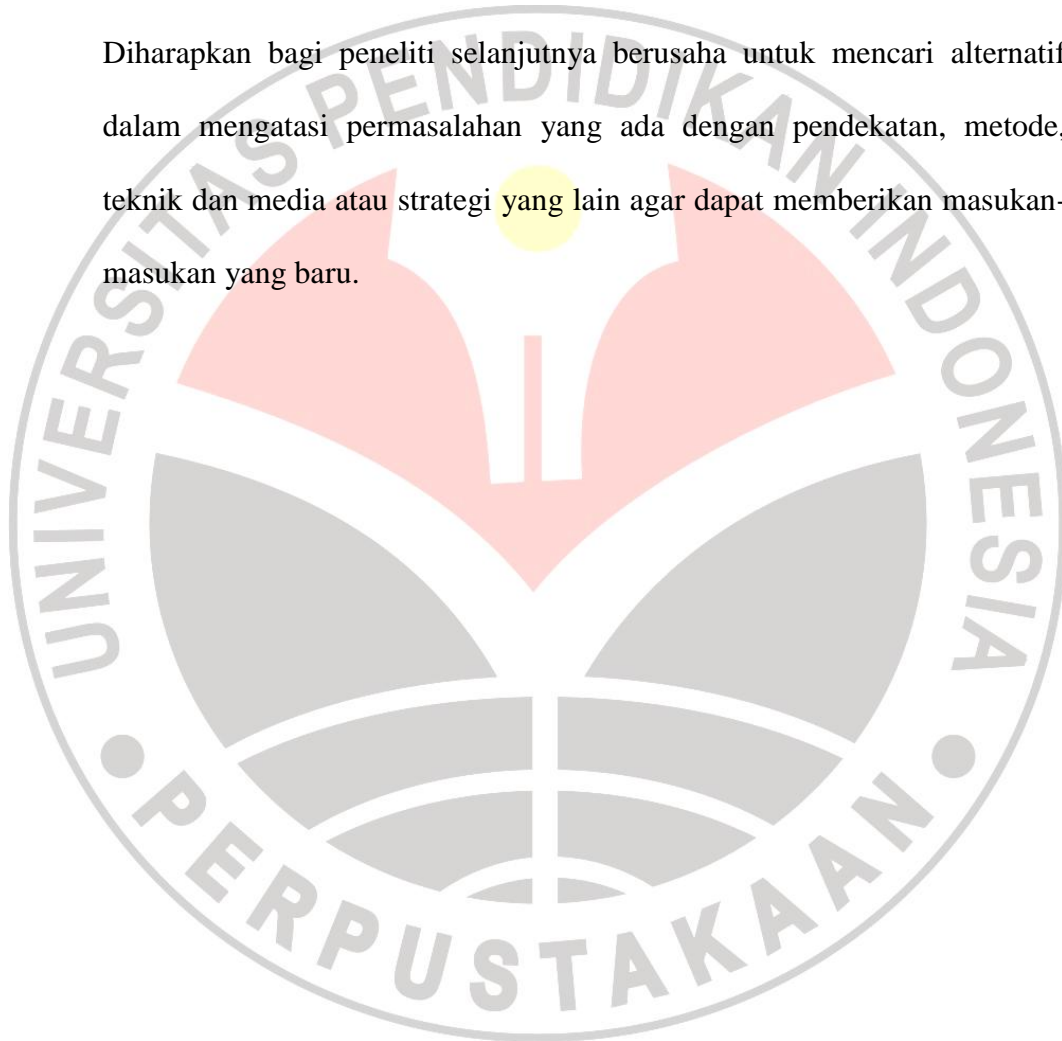 Diharapkan bagi peneliti selanjutnya berusaha untuk mencari alternatif
dalam mengatasi permasalahan yang ada dengan pendekatan, metode,
teknik dan media atau strategi yang lain agar dapat memberikan masukan-
masukan yang baru.
UNIVERSITAS PENDIDIKAN INDONESIA
PERPUSTAKAAN